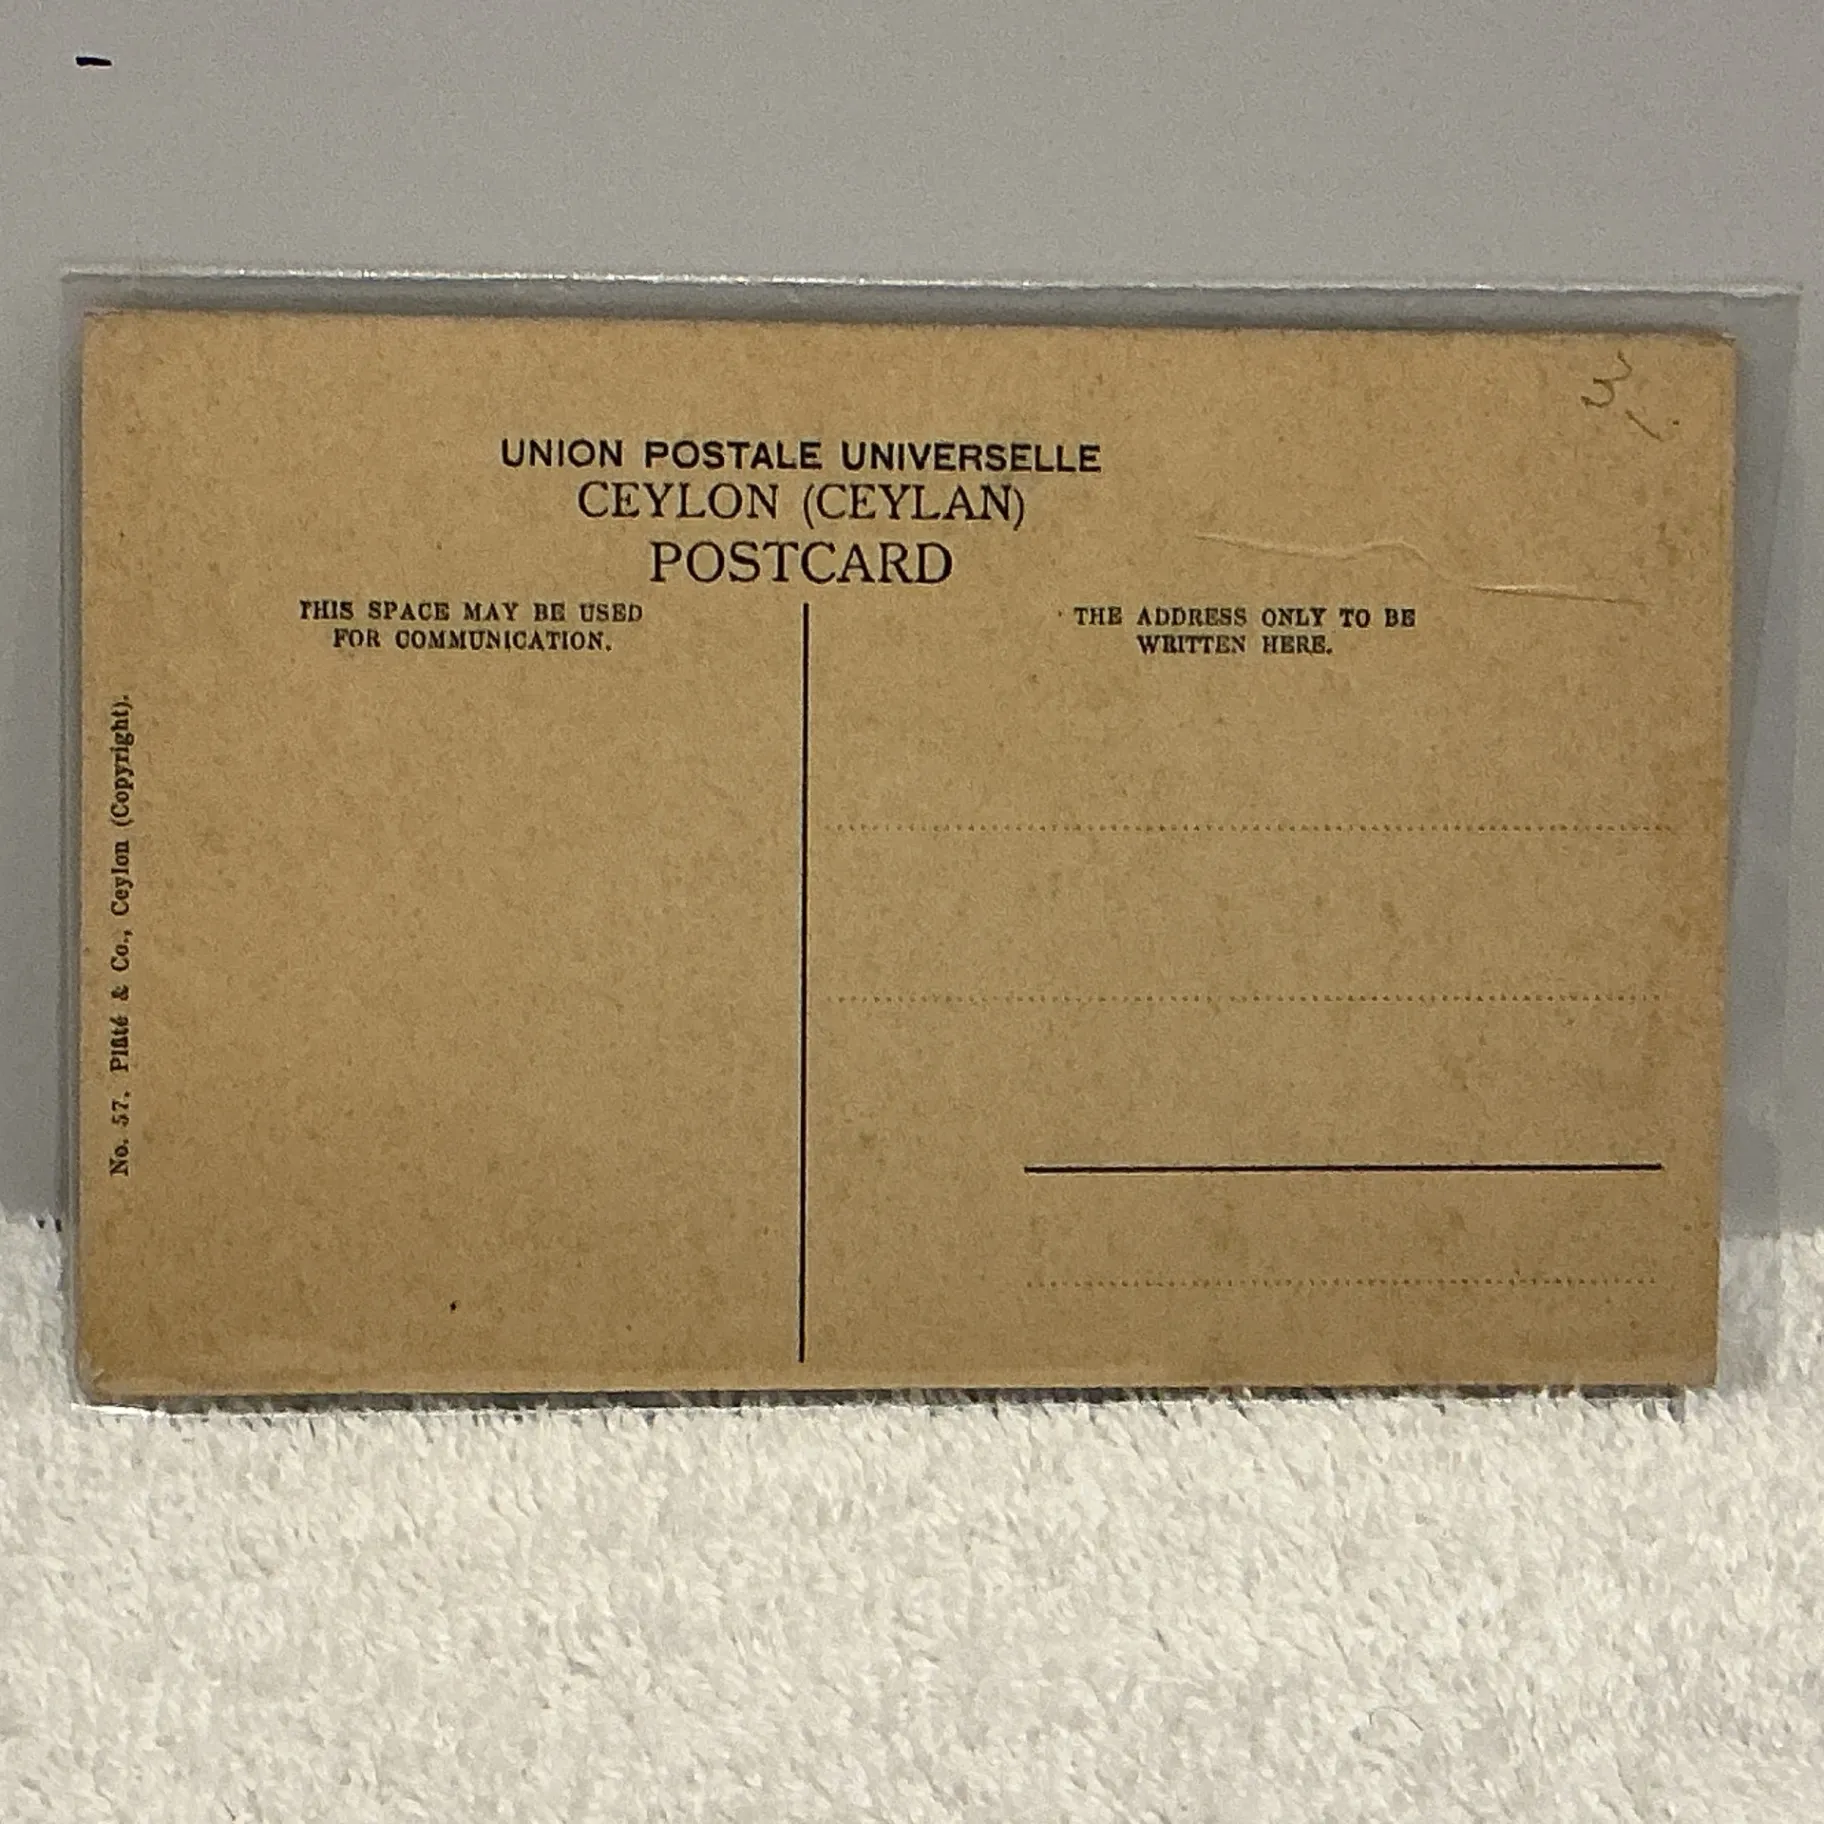 3/.
UNION POSTALE UNIVERSELLE
CEYLON (CEYLAN)
POSTCARD
THIS SPACE MAY BE USED
FOR COMMUNICATION.
THE ADDRESS ONLY TO BE
WRITTEN HERE.
No. 57. Plâté & Co., Ceylon (Copyright).